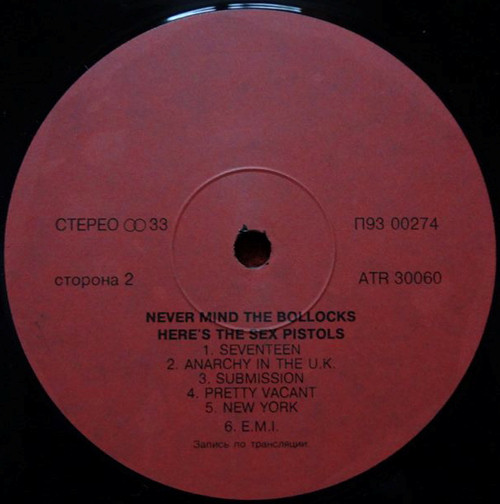 СТЕРЕО ꝏ 33 П93 00274
сторона 2 ATR 30060
NEVER MIND THE BOLLOCKS
HERE'S THE SEX PISTOLS
1. SEVENTEEN
2. ANARCHY IN THE U.K.
3. SUBMISSION
4. PRETTY VACANT
5. NEW YORK
6. E.M.I.
Запись по трансляции